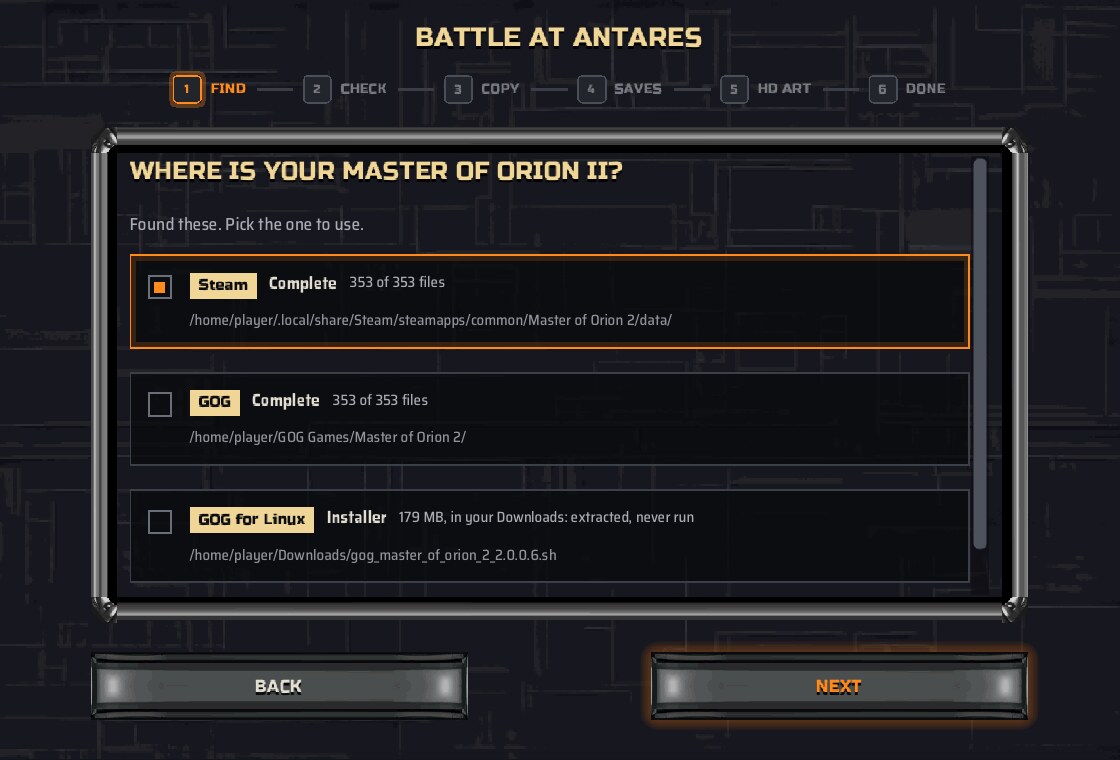 BATTLE AT ANTARES
1 FIND 2 CHECK 3 COPY 4 SAVES 5 HD ART 6 DONE
WHERE IS YOUR MASTER OF ORION II?
Found these. Pick the one to use.
Steam Complete 353 of 353 files
/home/player/.local/share/Steam/steamapps/common/Master of Orion 2/data/
GOG Complete 353 of 353 files
/home/player/GOG Games/Master of Orion 2/
GOG for Linux Installer 179 MB, in your Downloads: extracted, never run
/home/player/Downloads/gog_master_of_orion_2_2.0.0.6.sh
BACK NEXT